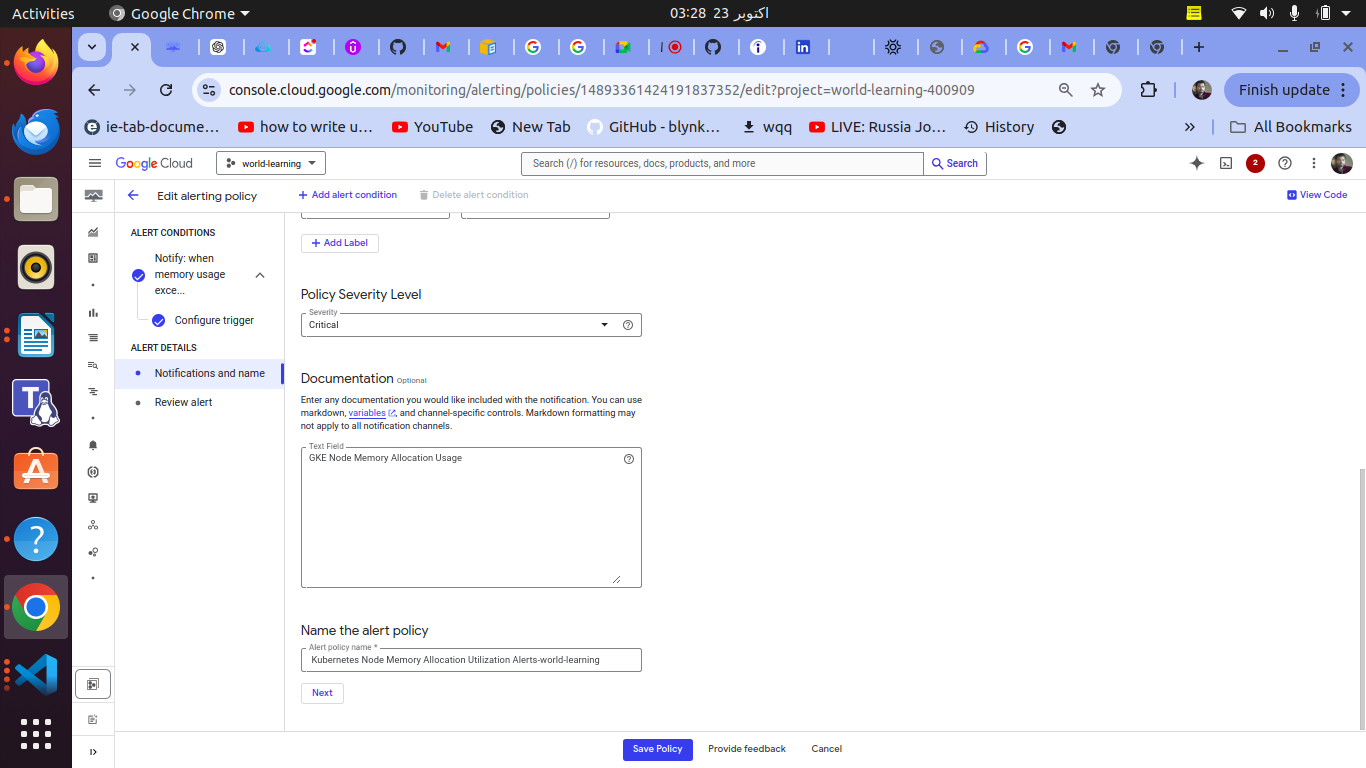 Activities
Google Chrome
اکتوبر 23  03:28
console.cloud.google.com/monitoring/alerting/policies/14893361424191837352/edit?project=world-learning-400909
Finish update
ie-tab-docume...
how to write u...
YouTube
New Tab
GitHub - blynk...
wqq
LIVE: Russia Jo...
History
»
All Bookmarks
Google Cloud
world-learning
Search (/) for resources, docs, products, and more
Search
2
Edit alerting policy
Add alert condition
Delete alert condition
View Code
ALERT CONDITIONS
Notify: when
memory usage
exce...
Configure trigger
ALERT DETAILS
Notifications and name
Review alert
Add Label
Policy Severity Level
Severity
Critical
Documentation Optional
Enter any documentation you would like included with the notification. You can use
markdown, variables, and channel-specific controls. Markdown formatting may
not apply to all notification channels.
Text Field
GKE Node Memory Allocation Usage
Name the alert policy
Alert policy name *
Kubernetes Node Memory Allocation Utilization Alerts-world-learning
Next
Save Policy
Provide feedback
Cancel